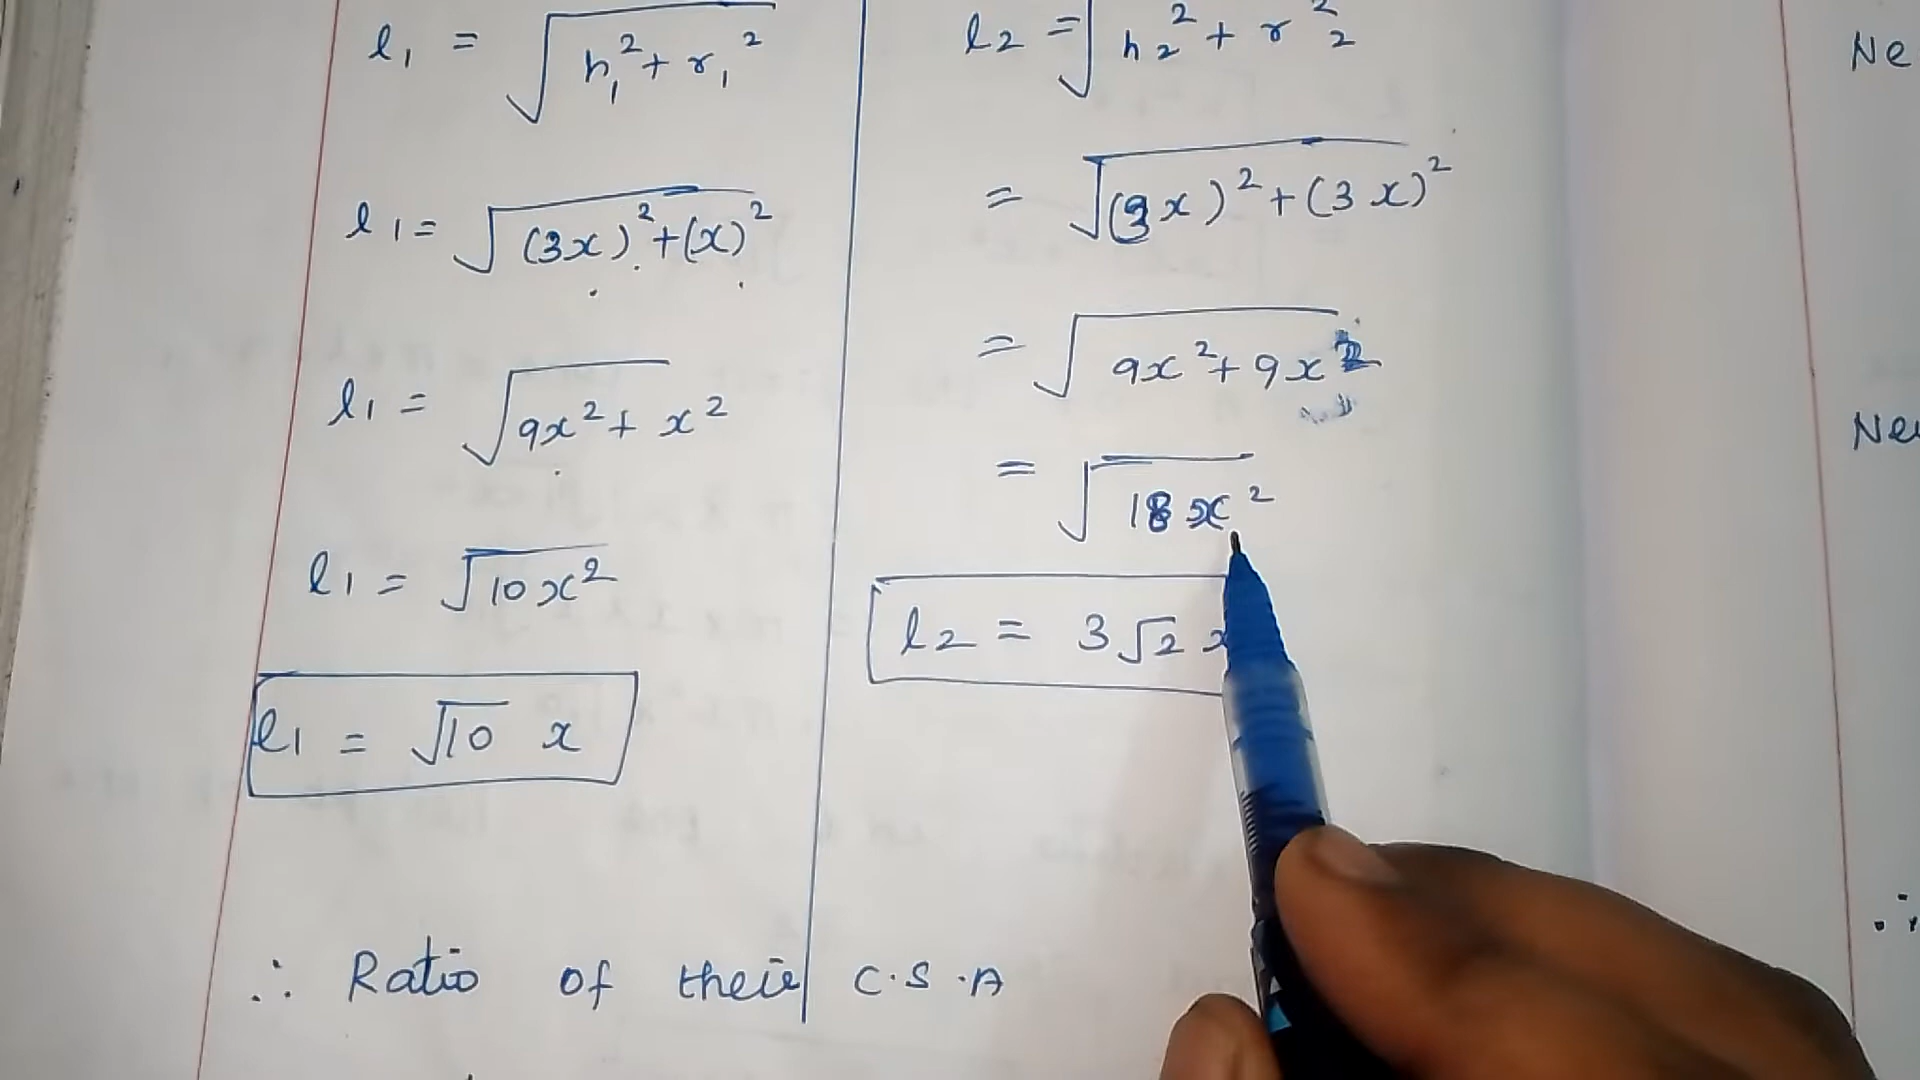 l₁ = √(h₁² + r₁²)
l₁ = √((3x)² + (x)²)
l₁ = √(9x² + x²)
l₁ = √(10x²)
l₁ = √10 x
l₂ = √(h₂² + r₂²)
= √((3x)² + (3x)²)
= √(9x² + 9x²)
= √(18x²)
l₂ = 3√2 x
∴ Ratio of their C.S.A
Ne